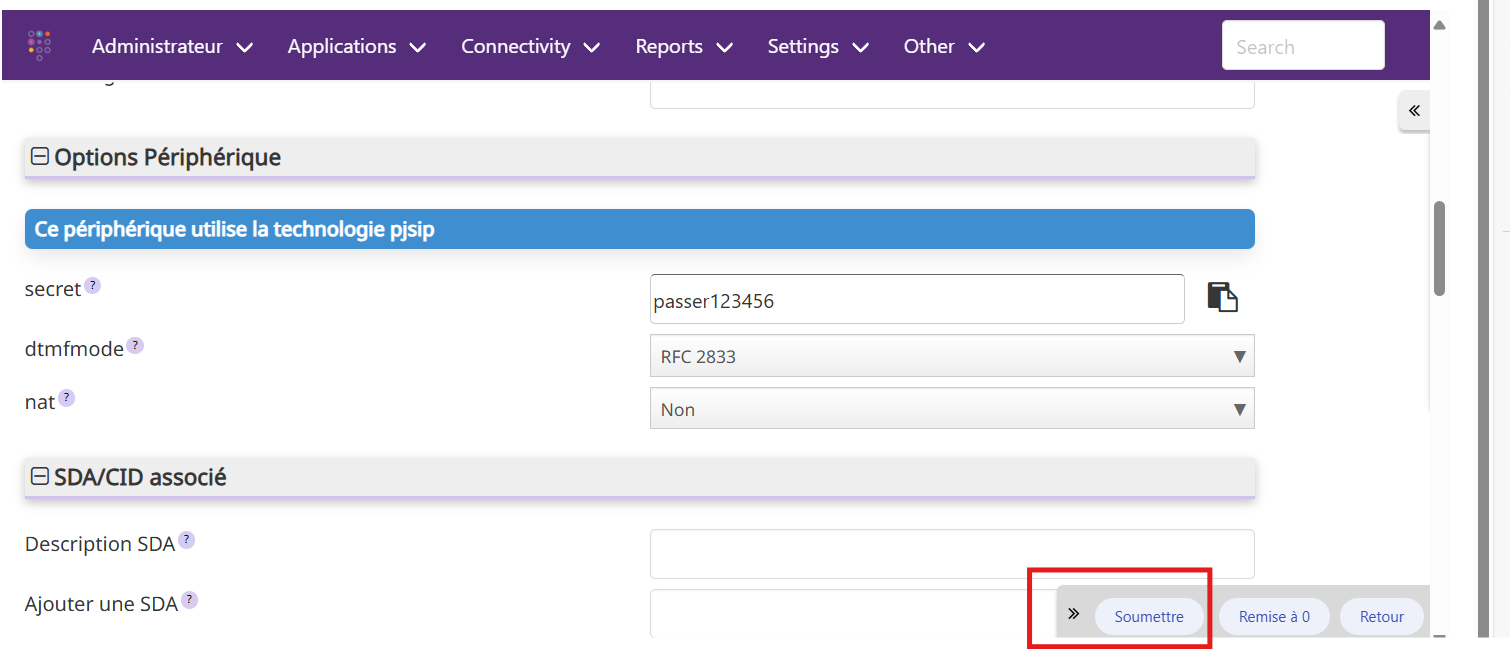 Administrateur Applications Connectivity Reports Settings Other Search
Options Périphérique
Ce périphérique utilise la technologie pjsip
secret ? passer123456
dtmfmode ? RFC 2833
nat ? Non
SDA/CID associé
Description SDA ?
Ajouter une SDA ?
Soumettre Remise à 0 Retour